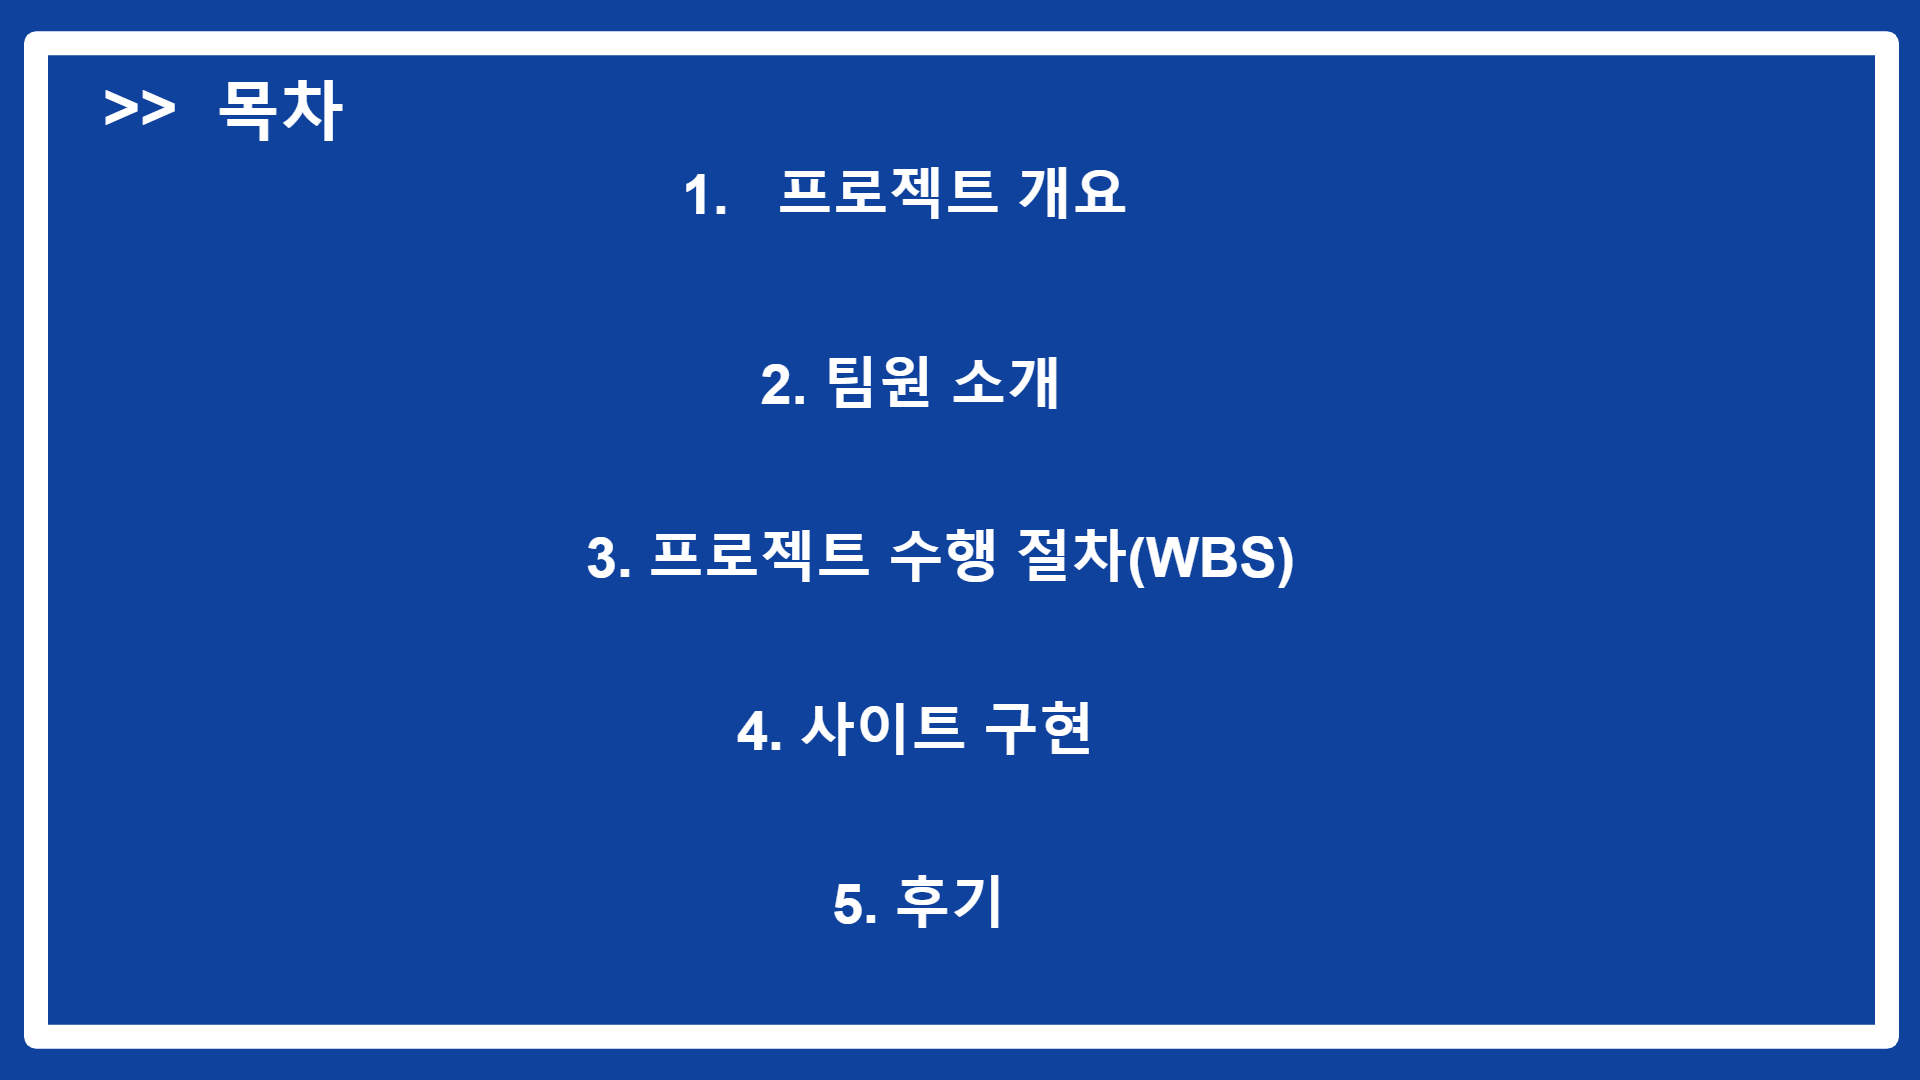 >> 목차
1. 프로젝트 개요
2. 팀원 소개
3. 프로젝트 수행 절차(WBS)
4. 사이트 구현
5. 후기